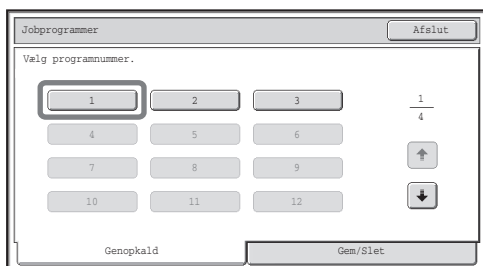 Jobprogrammer Afslut
Vælg programnummer.
1 2 3 1
4
4 5 6
7 8 9
10 11 12
Genopkald Gem/Slet